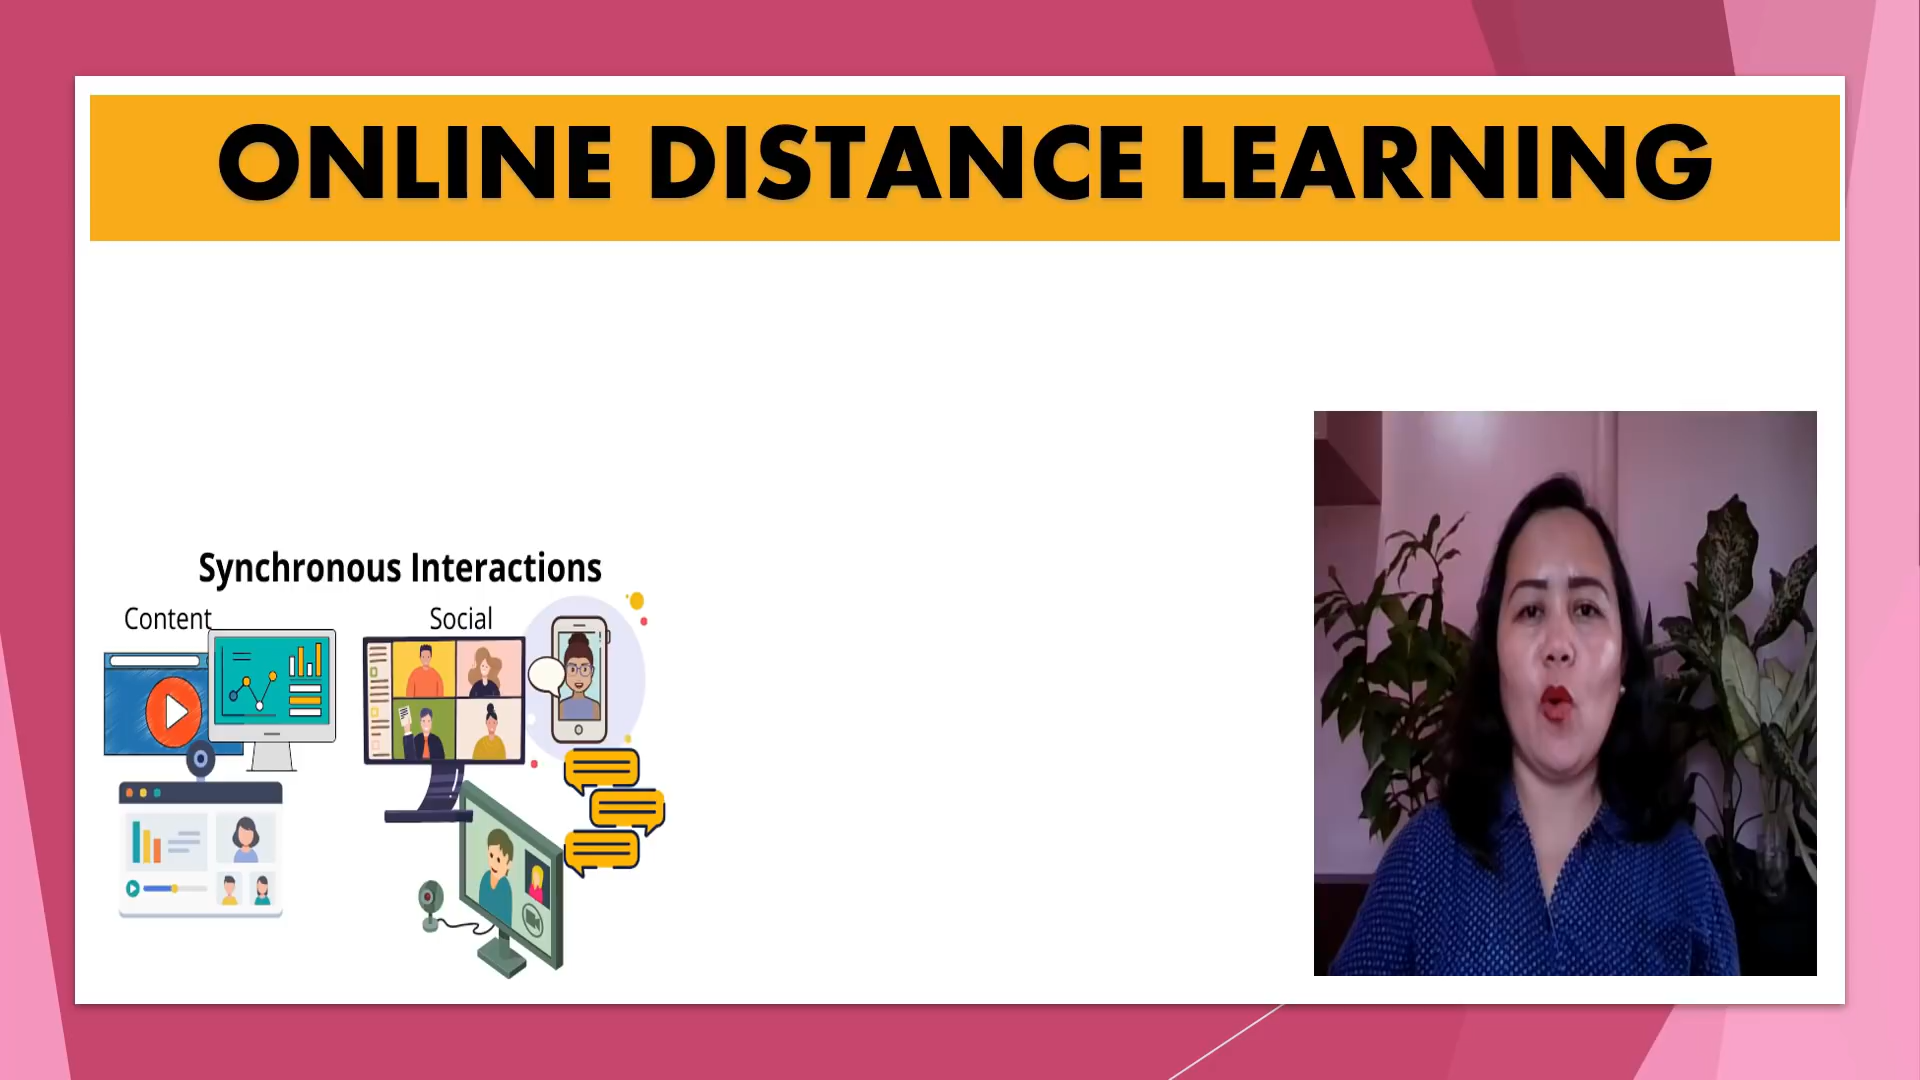 ONLINE DISTANCE LEARNING
Synchronous Interactions
Content
Social